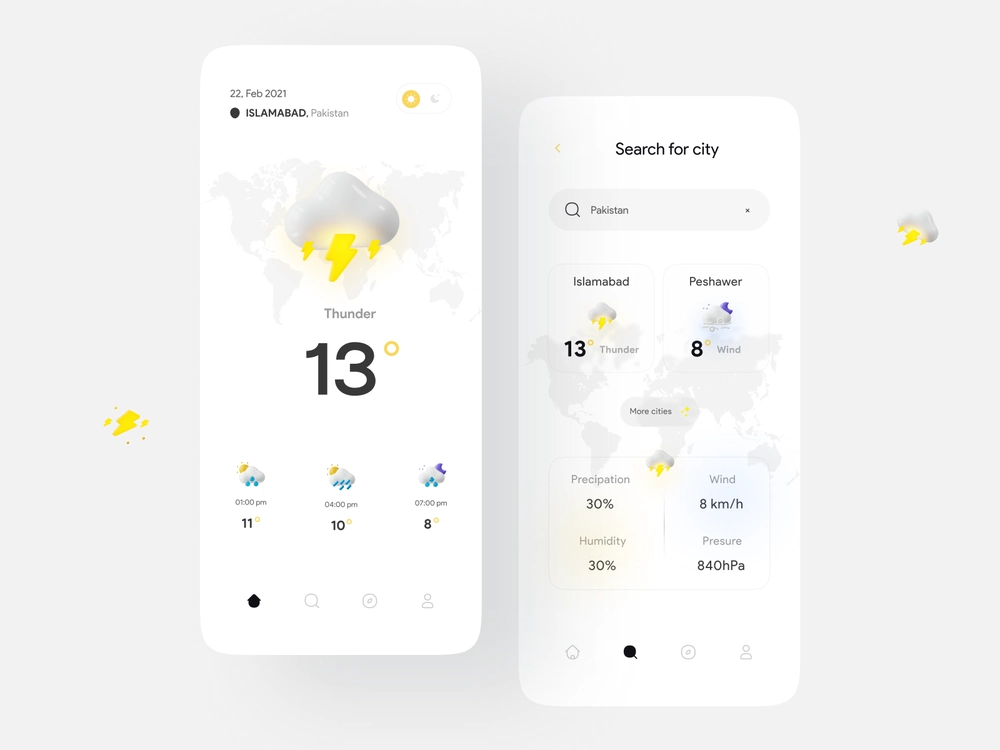 22, Feb 2021
ISLAMABAD, Pakistan
Thunder
13°
01:00 pm
04:00 pm
07:00 pm
11°
10°
8°
Search for city
Pakistan ×
Islamabad
Peshawer
13° Thunder
8° Wind
More cities
Precipation
Wind
30%
8 km/h
Humidity
Presure
30%
840hPa